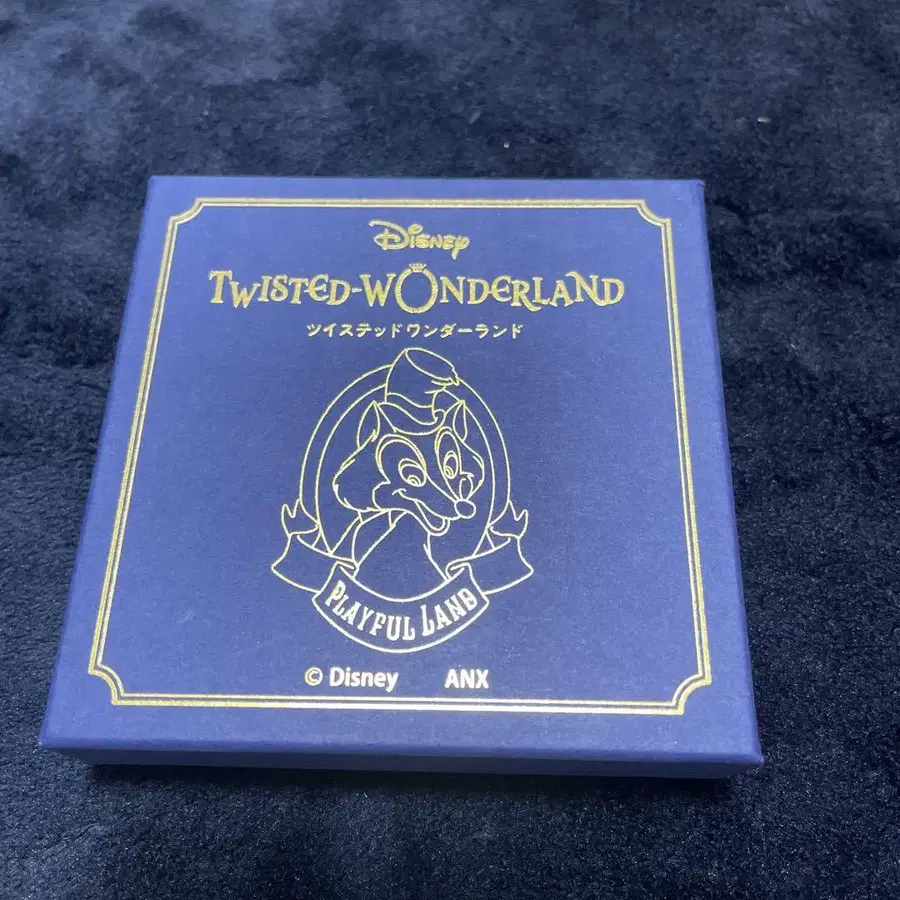 Disney
TWISTED-WONDERLAND
ツイステッドワンダーランド
PLAYFUL LAND
© Disney ANX